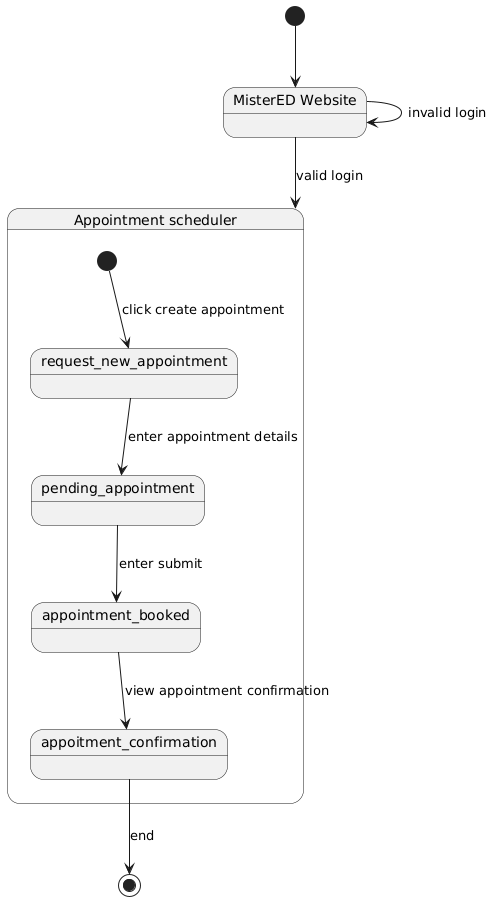 MisterED Website
invalid login
valid login
Appointment scheduler
click create appointment
request_new_appointment
enter appointment details
pending_appointment
enter submit
appointment_booked
view appointment confirmation
appoitment_confirmation
end